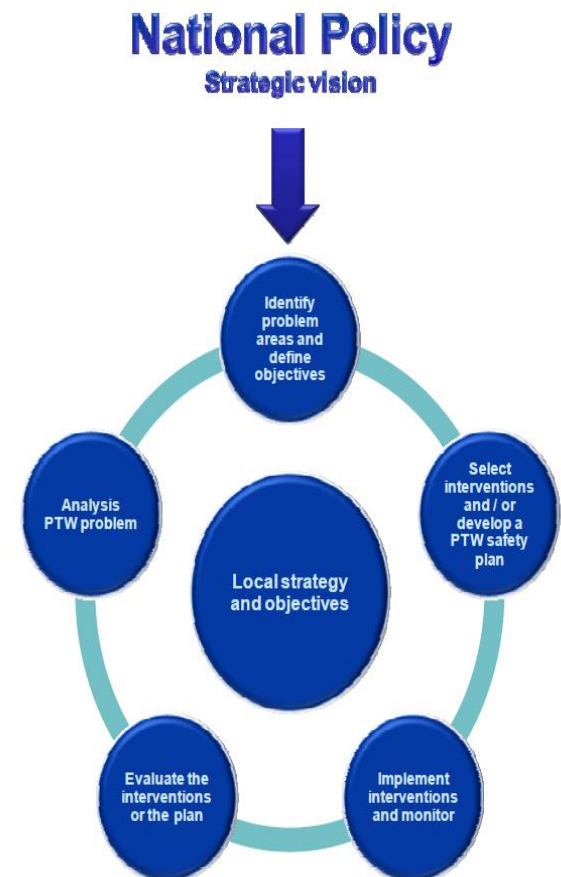 National Policy
Strategic vision
Identify
problem
areas and
define
objectives
Select
interventions
and / or
develop a
PTW safety
plan
Analysis
PTW problem
Local strategy
and objectives
Evaluate the
interventions
or the plan
Implement
interventions
and monitor